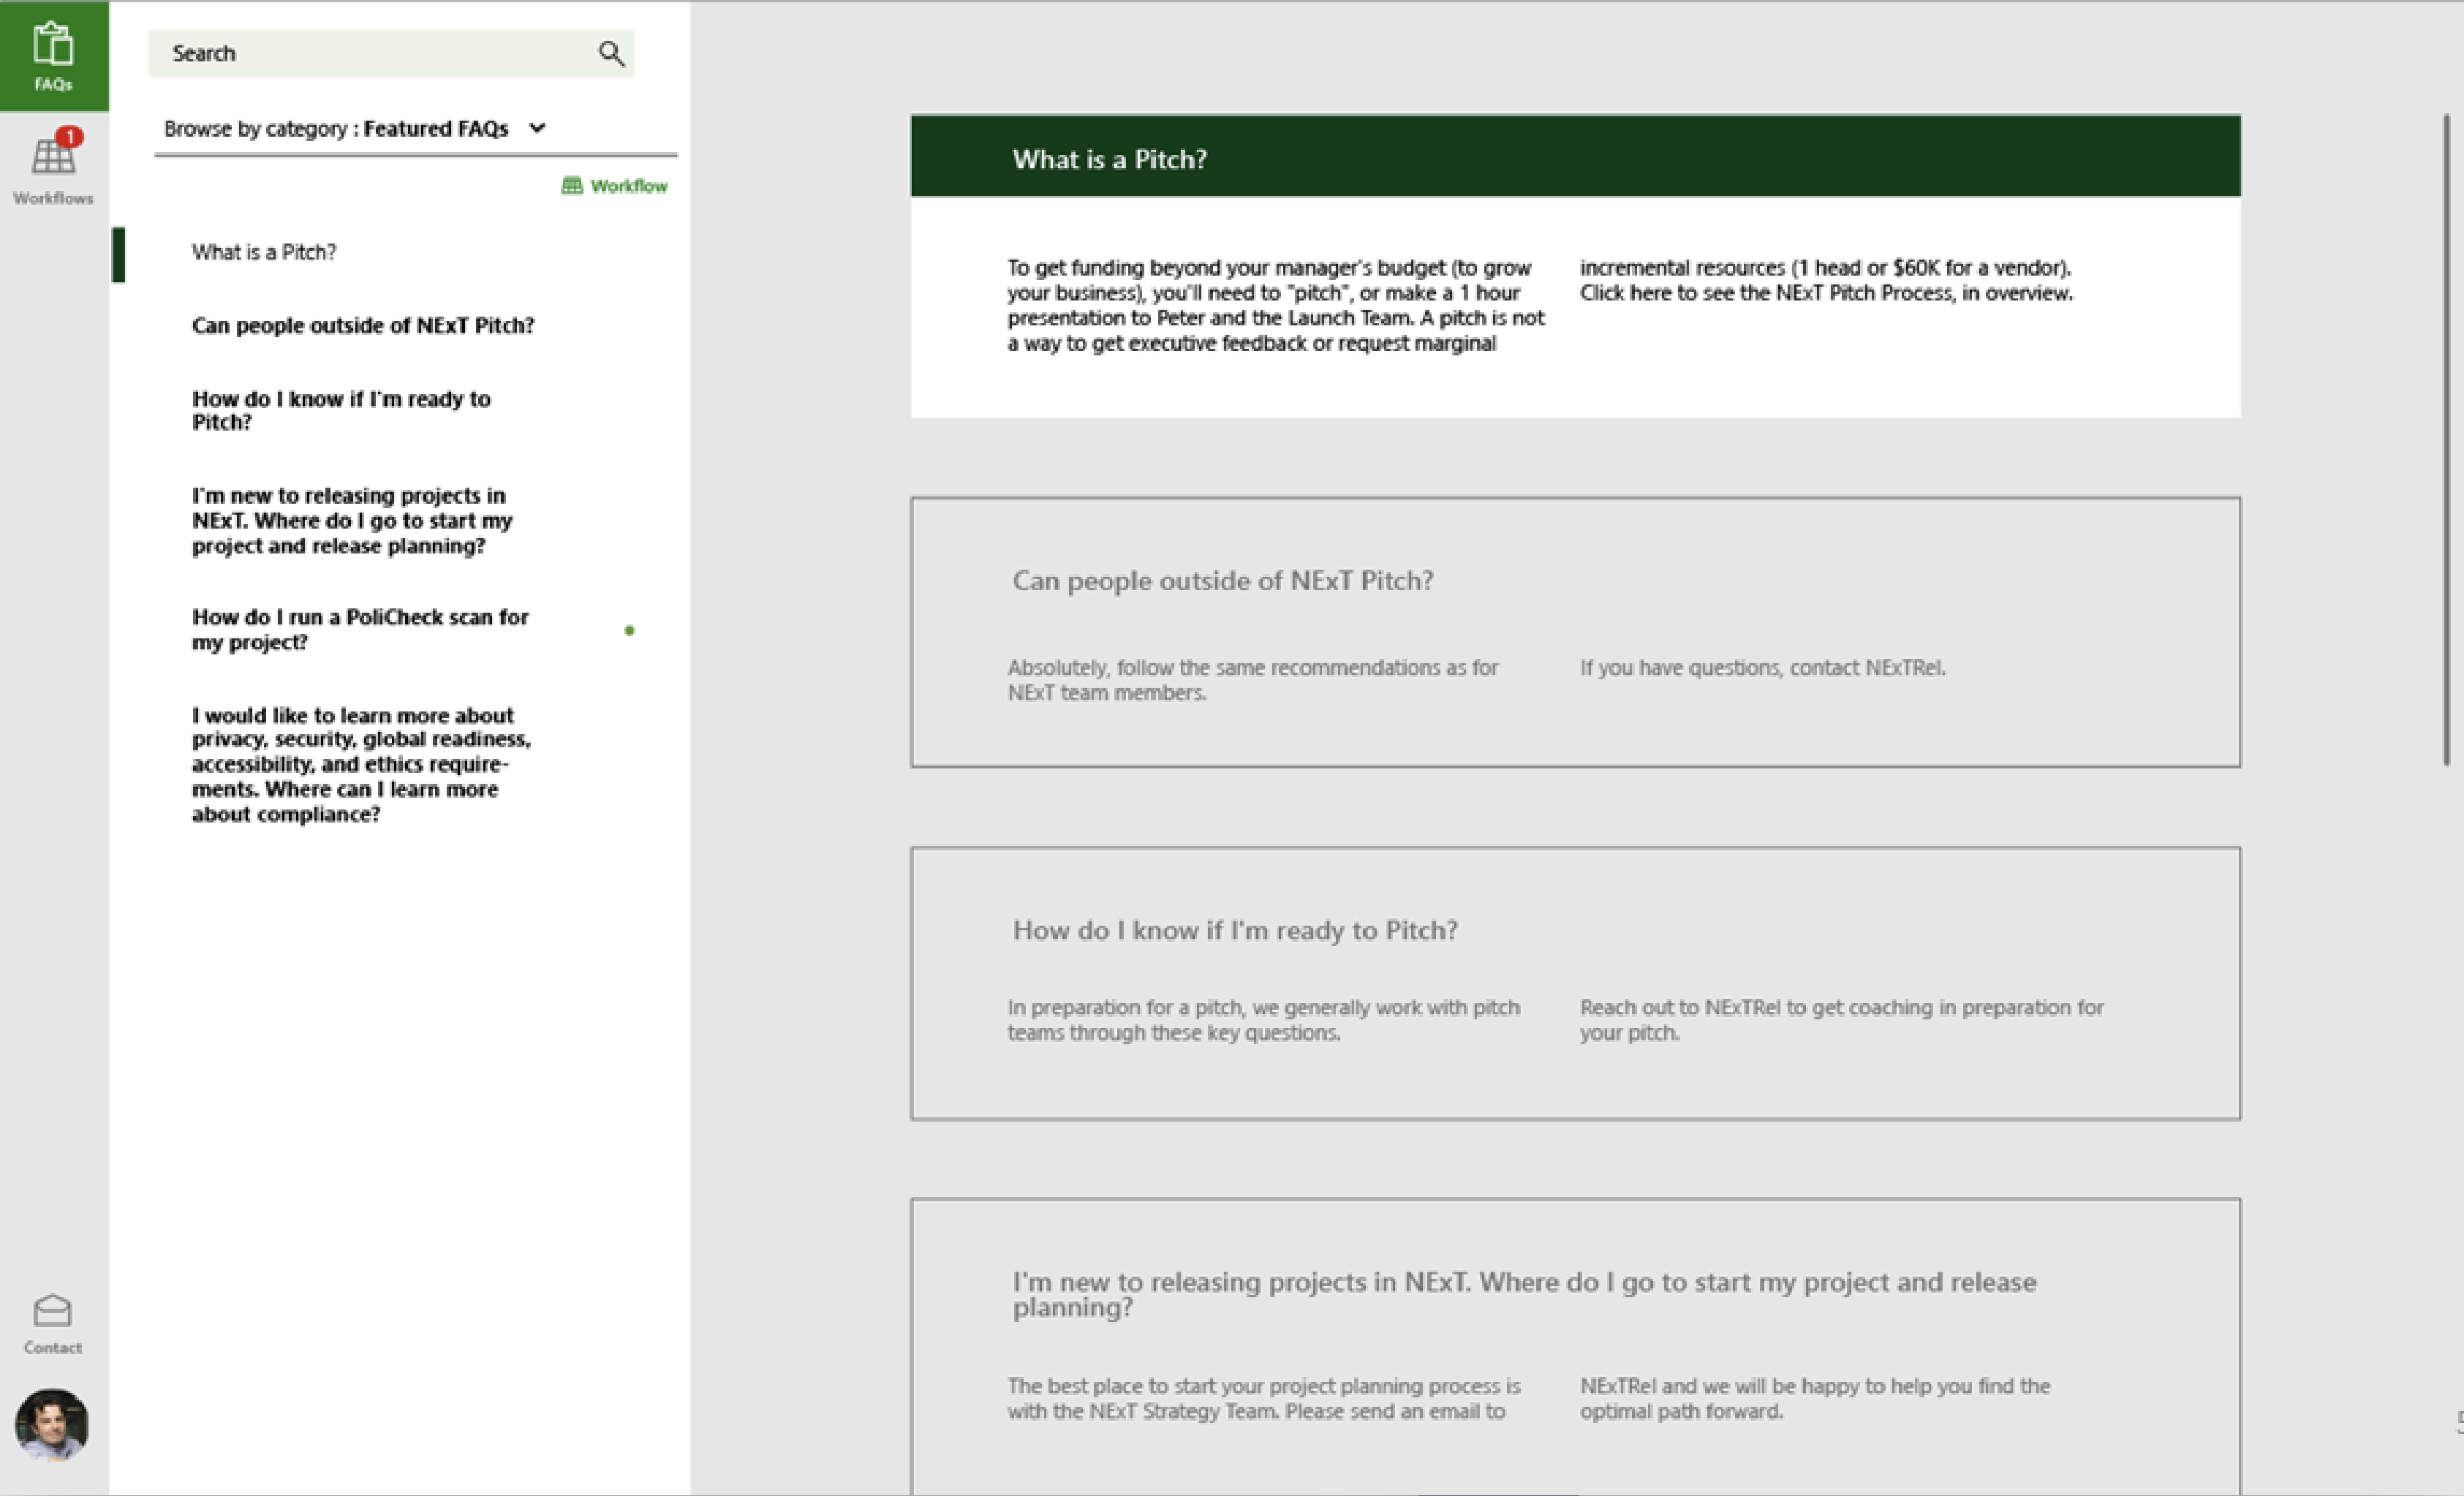 FAQs
1
Workflows
Search
Browse by category : Featured FAQs
Workflow
What is a Pitch?
Can people outside of NExT Pitch?
How do I know if I'm ready to
Pitch?
I'm new to releasing projects in
NExT. Where do I go to start my
project and release planning?
How do I run a PoliCheck scan for
my project?
I would like to learn more about
privacy, security, global readiness,
accessibility, and ethics require-
ments. Where can I learn more
about compliance?
Contact
What is a Pitch?
To get funding beyond your manager's budget (to grow
your business), you'll need to "pitch", or make a 1 hour
presentation to Peter and the Launch Team. A pitch is not
a way to get executive feedback or request marginal
incremental resources (1 head or $60K for a vendor).
Click here to see the NExT Pitch Process, in overview.
Can people outside of NExT Pitch?
Absolutely, follow the same recommendations as for
NExT team members.
If you have questions, contact NExTRel.
How do I know if I'm ready to Pitch?
In preparation for a pitch, we generally work with pitch
teams through these key questions.
Reach out to NExTRel to get coaching in preparation for
your pitch.
I'm new to releasing projects in NExT. Where do I go to start my project and release
planning?
The best place to start your project planning process is
with the NExT Strategy Team. Please send an email to
NExTRel and we will be happy to help you find the
optimal path forward.